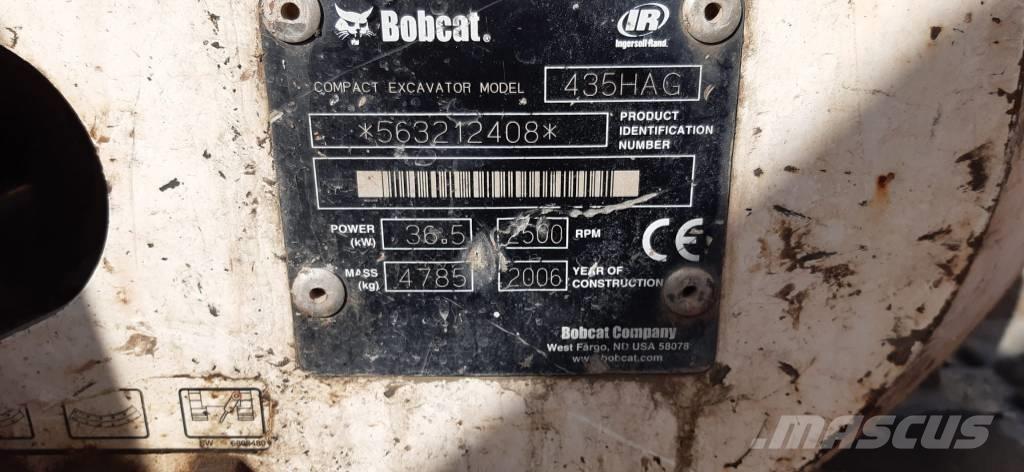 Bobcat.
IR
Ingersoll-Rand
COMPACT EXCAVATOR MODEL 435HAG
*563212408* PRODUCT IDENTIFICATION NUMBER
POWER (kW) 36.5 2500 RPM
CE
MASS (kg) 4785 2006 YEAR OF CONSTRUCTION
Bobcat Company
West Fargo, ND USA 58078
www.bobcat.com
MASCUS